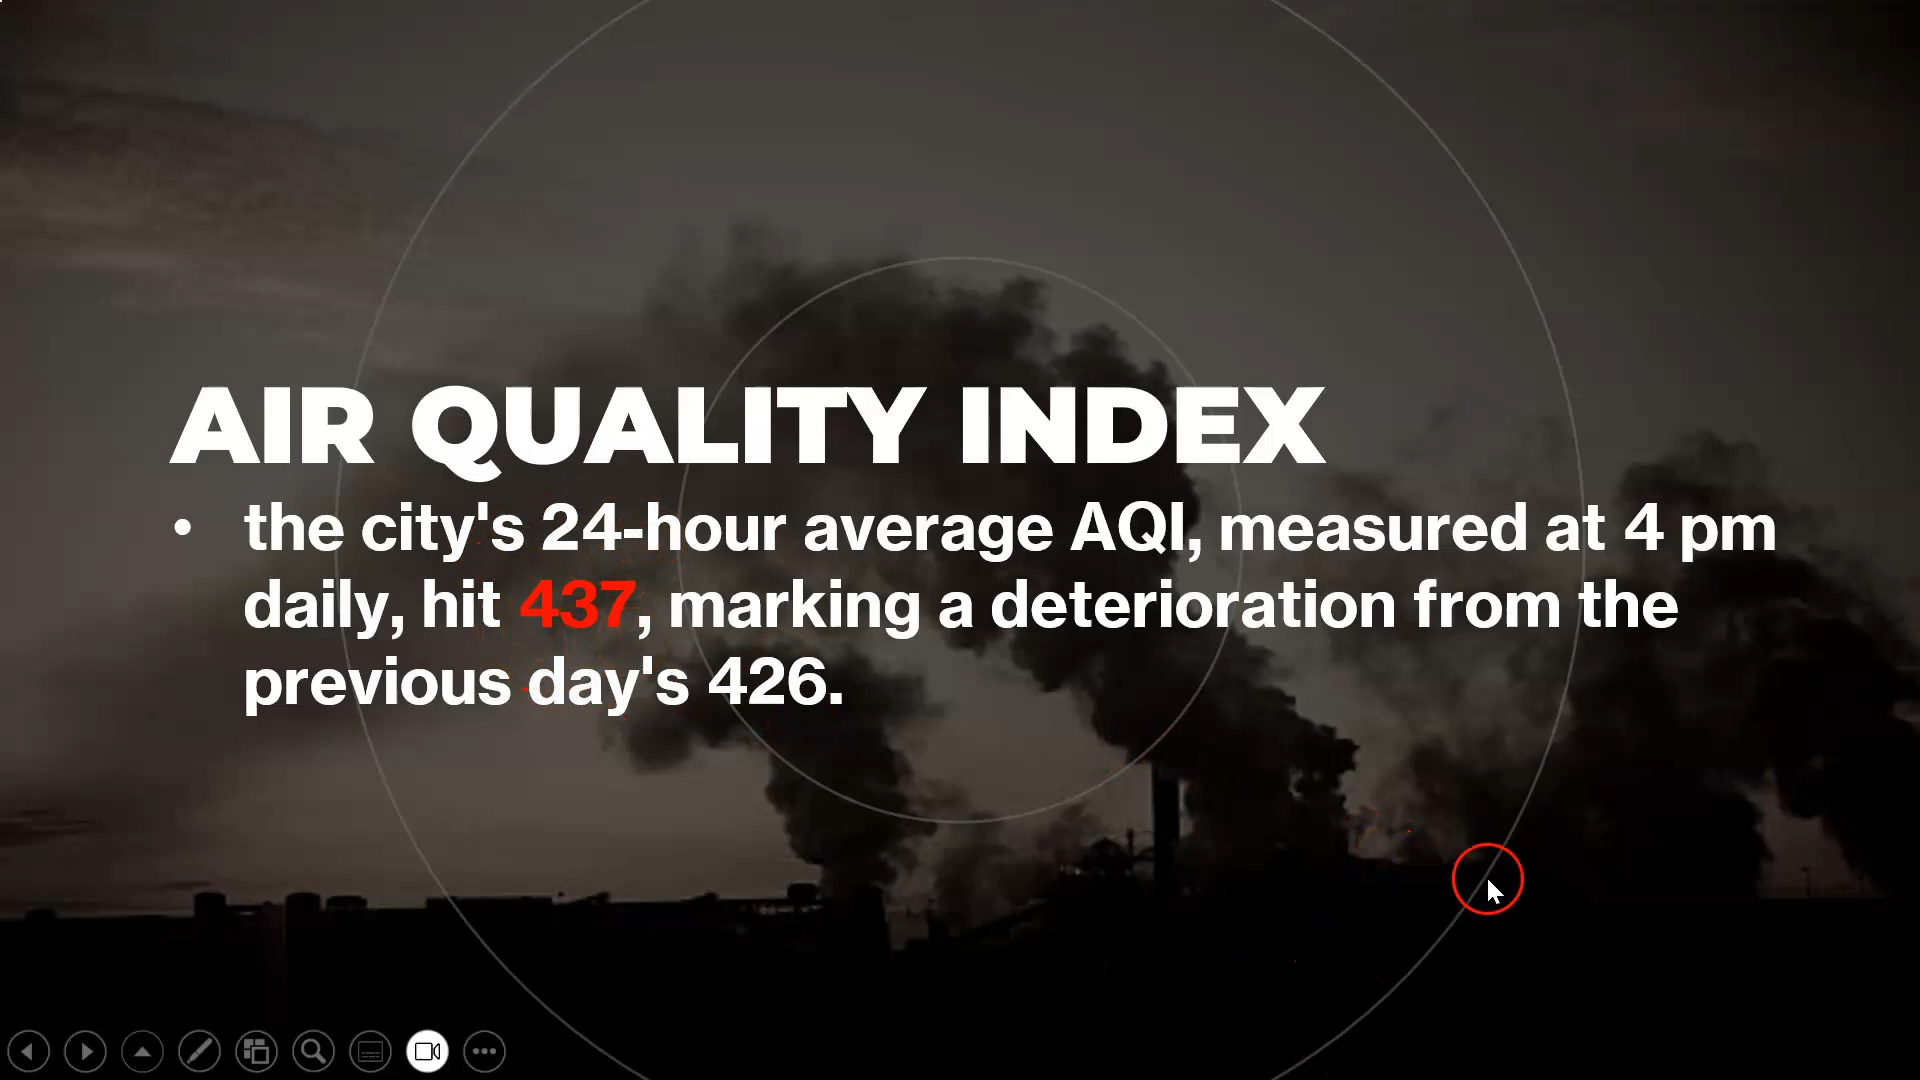 AIR QUALITY INDEX
• the city's 24-hour average AQI, measured at 4 pm
daily, hit 437, marking a deterioration from the
previous day's 426.